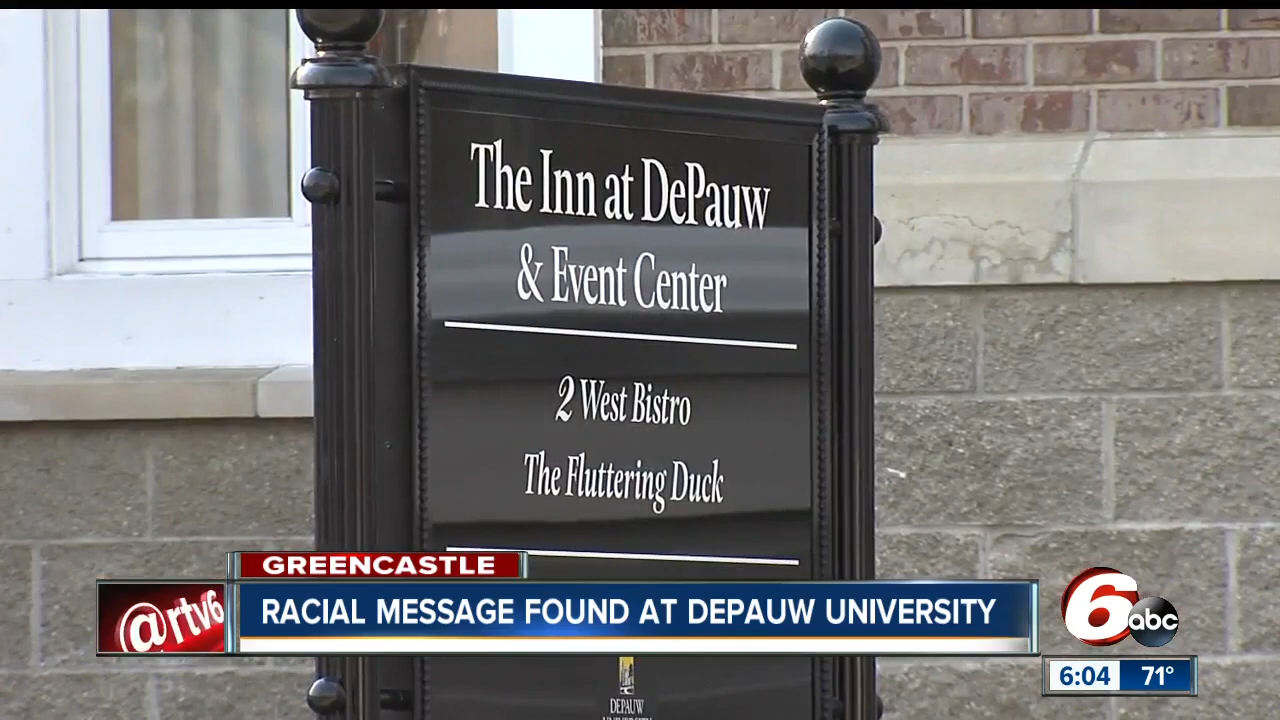 The Inn at DePauw
& Event Center
2 West Bistro
The Fluttering Duck
GREENCASTLE
@rtv6
RACIAL MESSAGE FOUND AT DEPAUW UNIVERSITY
6 abc
6:04 71°
DEPAUW